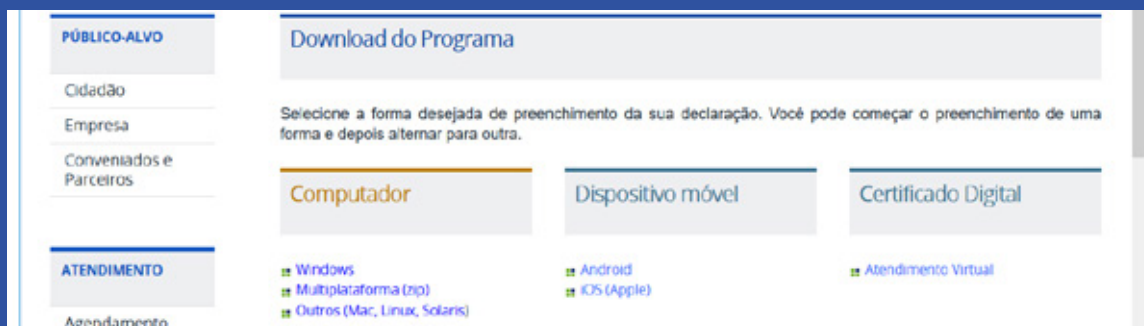 PÚBLICO-ALVO
Cidadão
Empresa
Conveniados e
Parceiros
ATENDIMENTO
Agendamento
Download do Programa
Selecione a forma desejada de preenchimento da sua declaração. Você pode começar o preenchimento de uma
forma e depois alternar para outra.
Computador
Windows
Multiplataforma (zip)
Outros (Mac, Linux, Solaris)
Dispositivo móvel
Android
iOS (Apple)
Certificado Digital
Atendimento Virtual